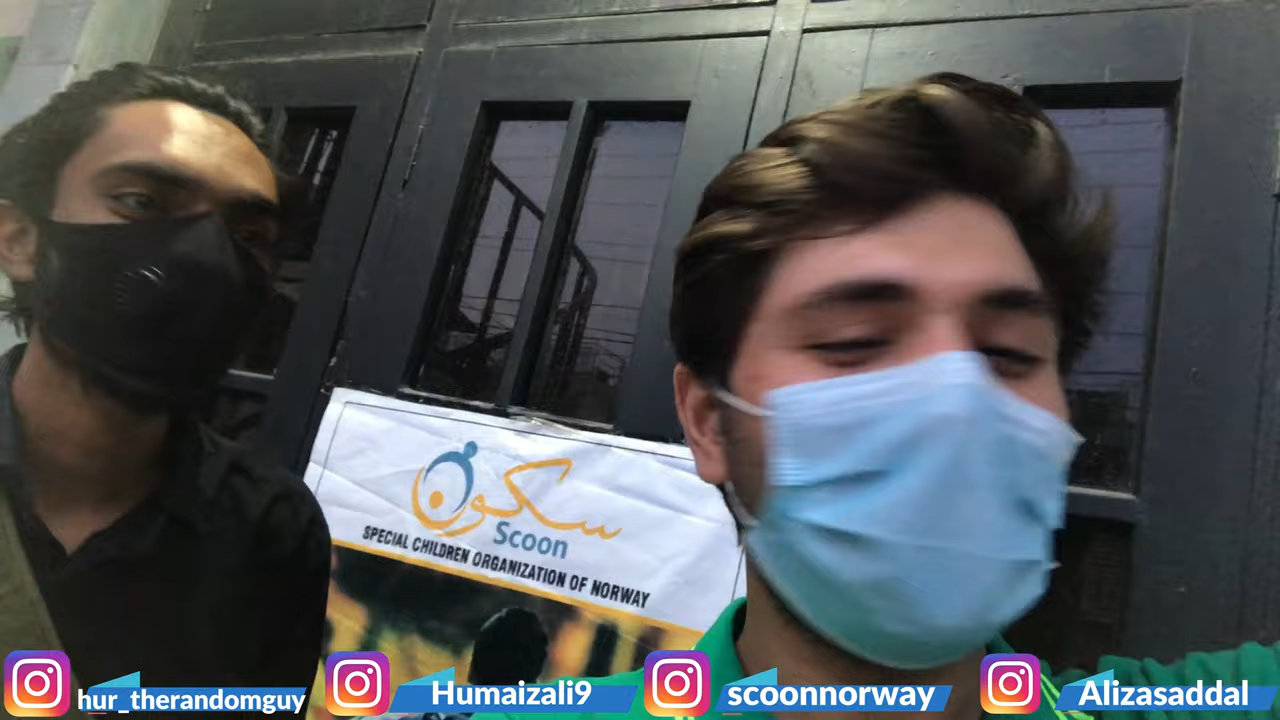 سکون
Scoon
SPECIAL CHILDREN ORGANIZATION OF NORWAY
hur_therandomguy
Humaizali9
scoonnorway
Alizasaddal